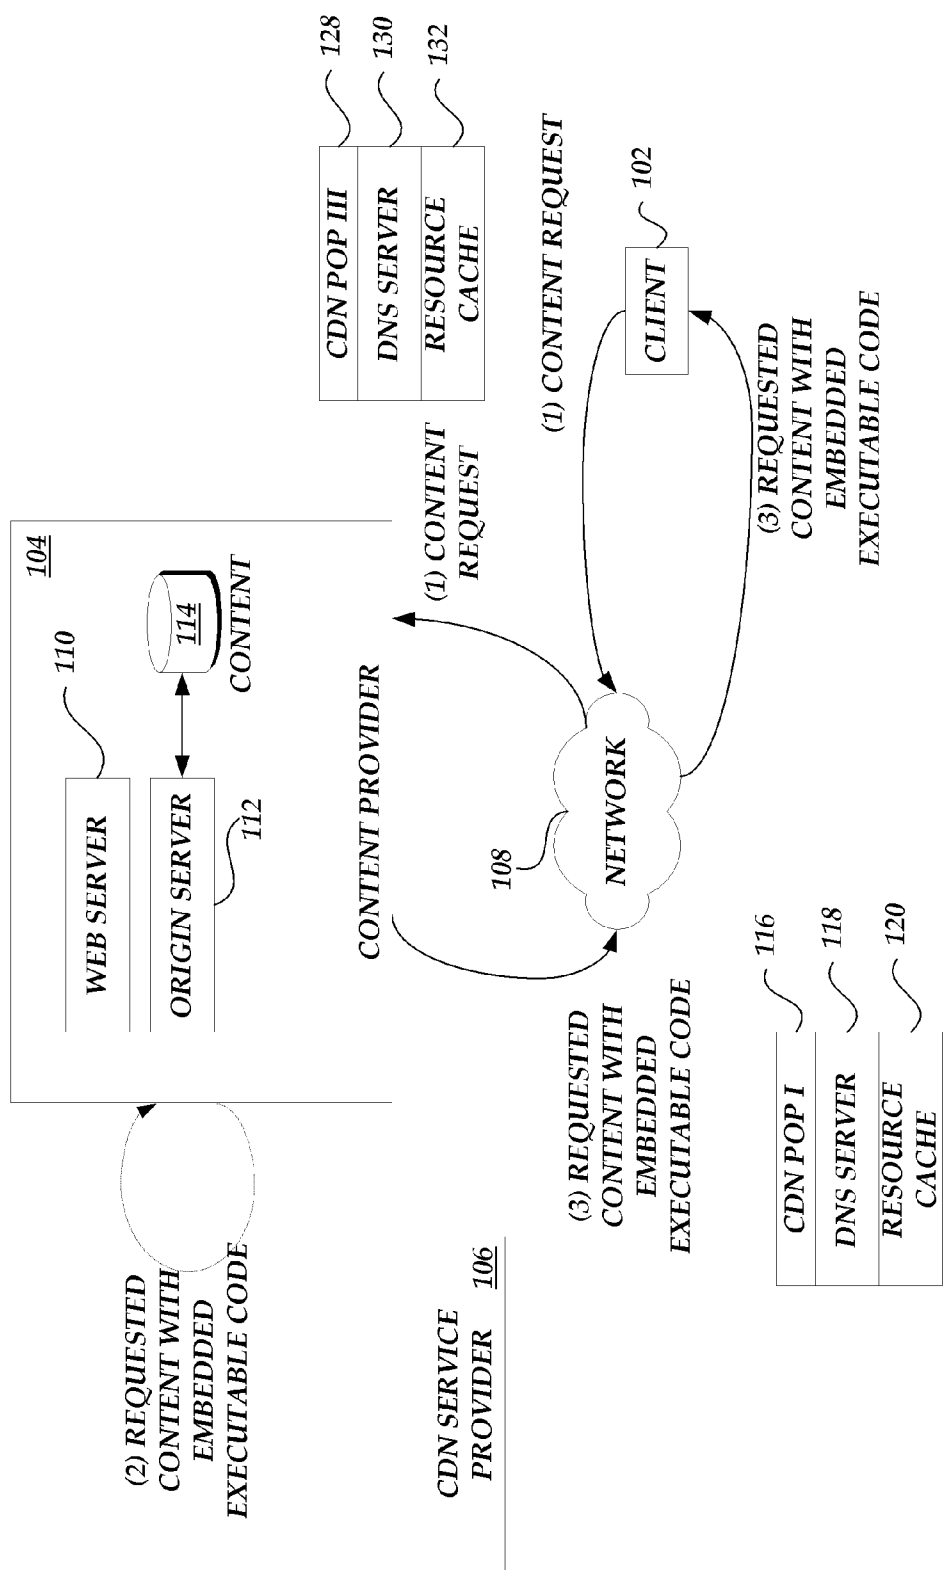 (2) REQUESTED
CONTENT WITH
EMBEDDED
EXECUTABLE CODE
104
WEB SERVER
110
ORIGIN SERVER
112
114
CONTENT
CONTENT PROVIDER
CDN SERVICE
PROVIDER
106
(1) CONTENT
REQUEST
CDN POP III
128
DNS SERVER
130
RESOURCE
CACHE
132
(3) REQUESTED
CONTENT WITH
EMBEDDED
EXECUTABLE CODE
108
NETWORK
(1) CONTENT REQUEST
CLIENT
102
(3) REQUESTED
CONTENT WITH
EMBEDDED
EXECUTABLE CODE
CDN POP I
116
DNS SERVER
118
RESOURCE
CACHE
120